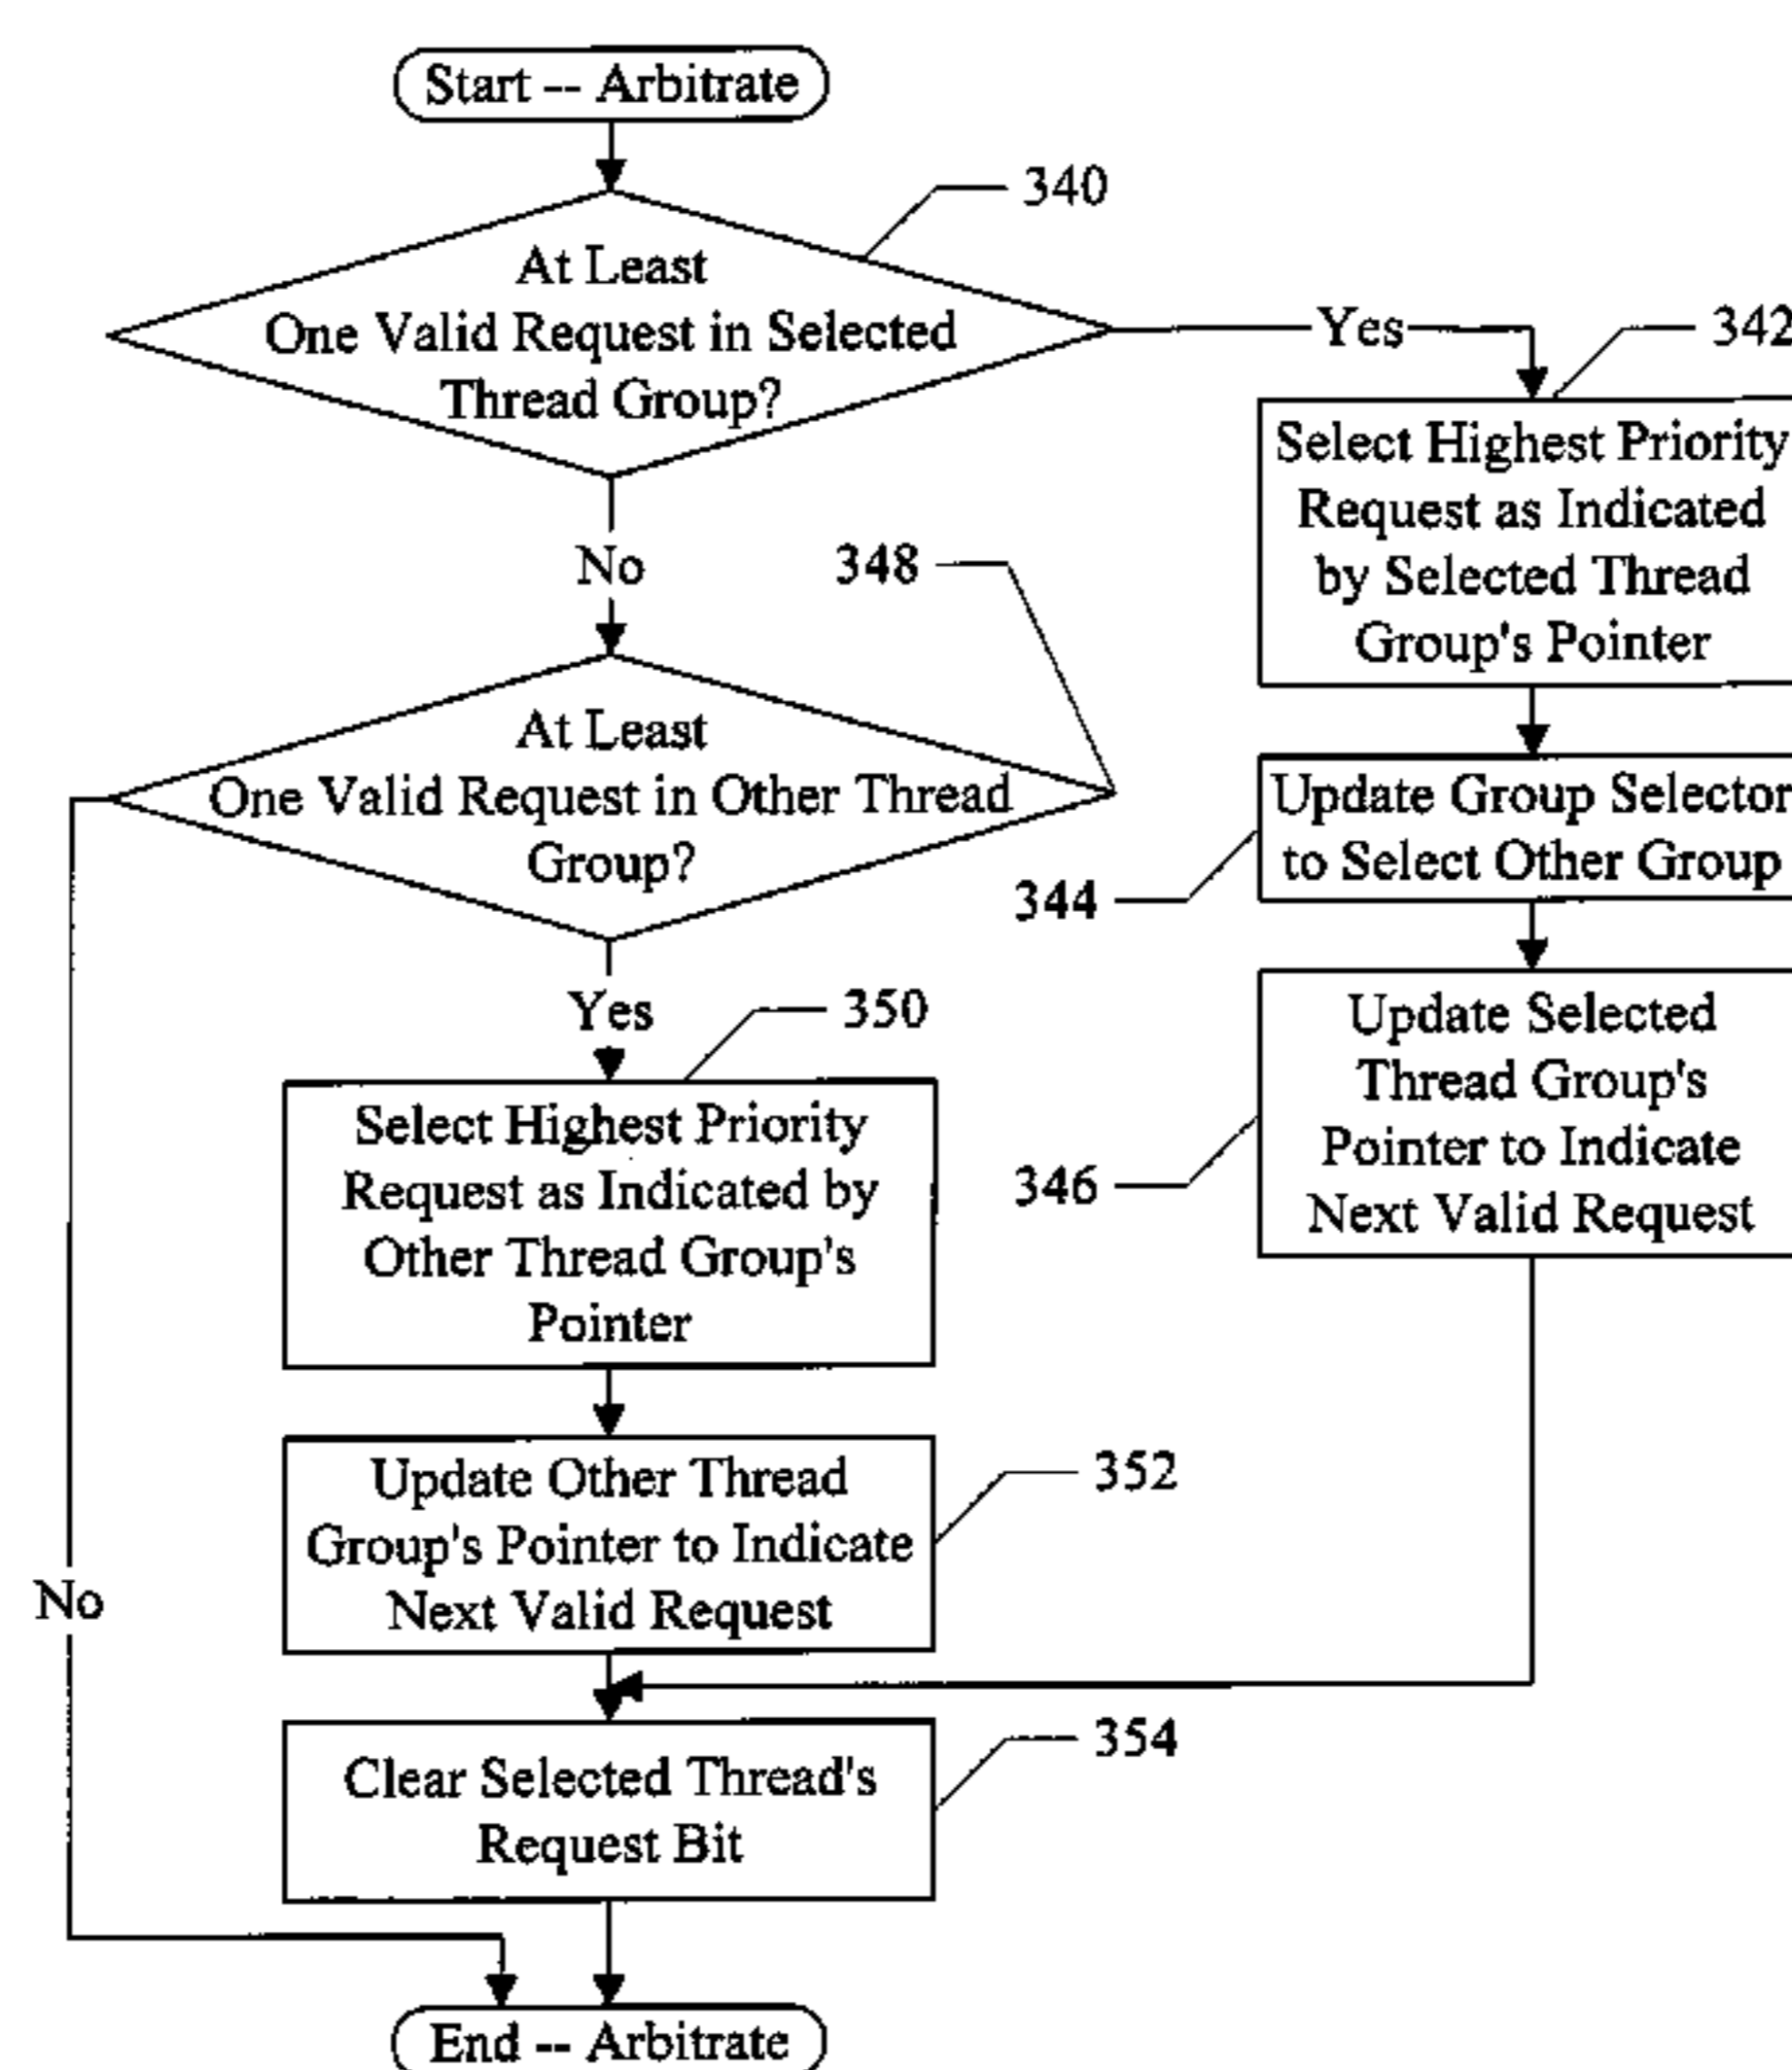 Start -- Arbitrate
340
At Least
One Valid Request in Selected
Thread Group?
Yes
342
Select Highest Priority
Request as Indicated
by Selected Thread
Group's Pointer
No
348
At Least
One Valid Request in Other Thread
Group?
Update Group Selector
to Select Other Group
344
Yes
350
Update Selected
Thread Group's
Pointer to Indicate
Next Valid Request
346
Select Highest Priority
Request as Indicated by
Other Thread Group's
Pointer
352
Update Other Thread
Group's Pointer to Indicate
Next Valid Request
No
354
Clear Selected Thread's
Request Bit
End -- Arbitrate